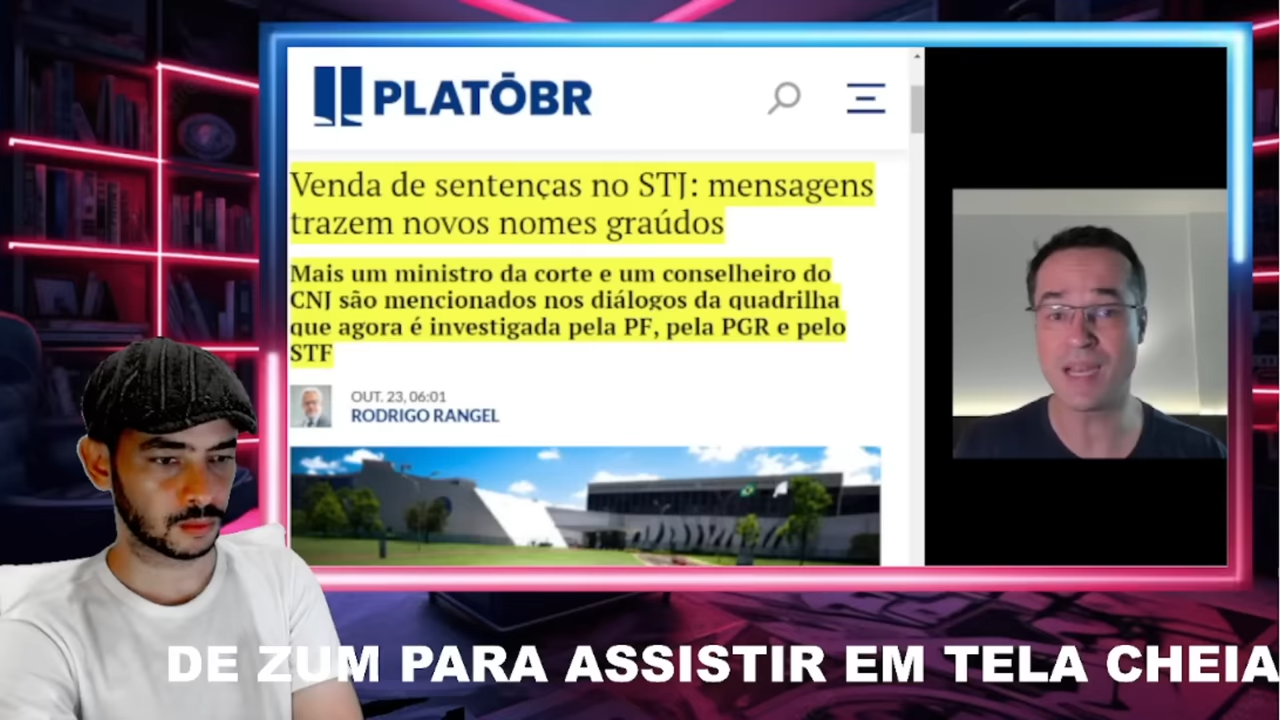 PLATŌBR
Venda de sentenças no STJ: mensagens
trazem novos nomes graúdos
Mais um ministro da corte e um conselheiro do
CNJ são mencionados nos diálogos da quadrilha
que agora é investigada pela PF, pela PGR e pelo
STF
OUT. 23, 06:01
RODRIGO RANGEL
DE ZUM PARA ASSISTIR EM TELA CHEIA